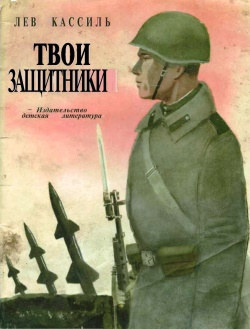 ЛЕВ КАССИЛЬ
ТВОИ
ЗАЩИТНИКИ
- Издательство
детская литература